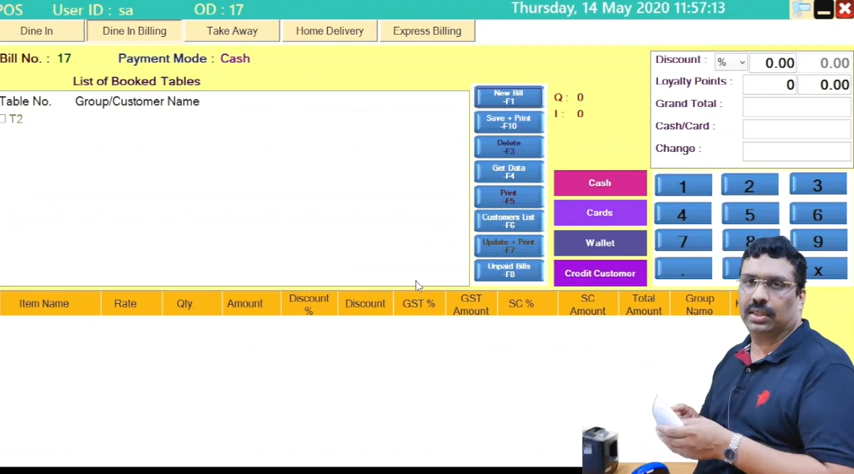 POS User ID : sa OD : 17 Thursday, 14 May 2020 11:57:13
Dine In Dine In Billing Take Away Home Delivery Express Billing
Bill No. : 17 Payment Mode : Cash
List of Booked Tables
Table No. Group/Customer Name
T2
New Bill
-F1
Save + Print
-F10
Delete
-F3
Get Data
-F4
Print
-F5
Customers List
-F6
Update + Print
-F7
Unpaid Bills
-F8
Q : 0
I : 0
Cash
Cards
Wallet
Credit Customer
Discount : % 0.00 0.00
Loyalty Points : 0 0.00
Grand Total :
Cash/Card :
Change :
1 2 3
4 5 6
7 8 9
. x
Item Name Rate Qty Amount Discount % Discount GST % GST Amount SC % SC Amount Total Amount Group Name